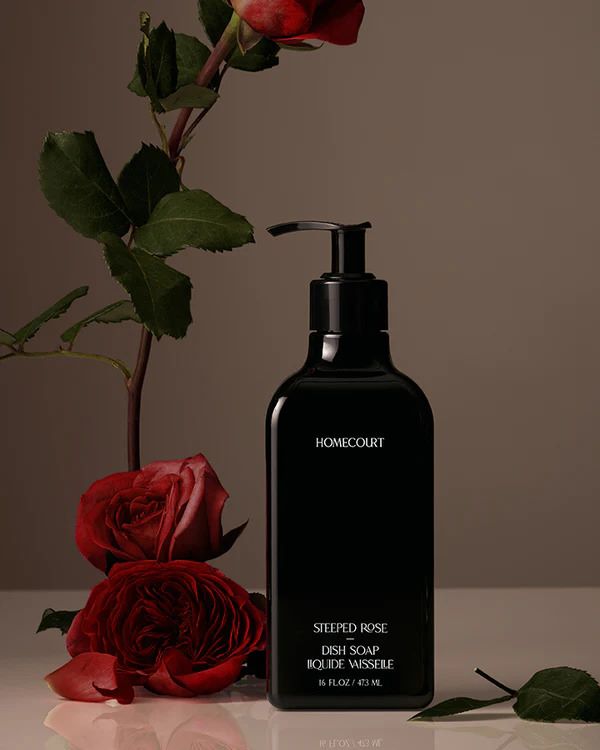 HOMECOURT
STEEPED ROSE
—
DISH SOAP
LIQUIDE VAISSELLE
16 FL.OZ / 473 ML